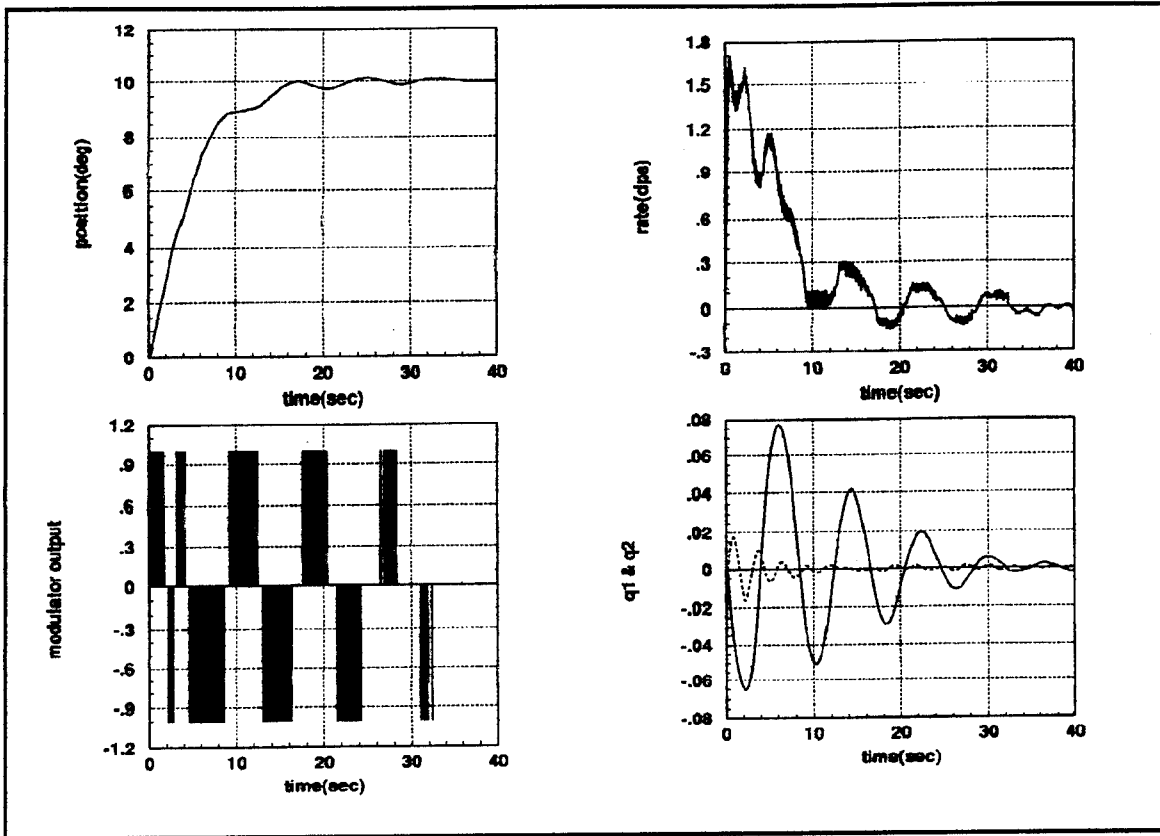 12
10
8
6
4
2
0
position(deg)
0 10 20 30 40
time(sec)
1.8
1.5
1.2
.9
.6
.3
0
-.3
rate(dps)
0 10 20 30 40
time(sec)
1.2
.9
.6
.3
0
-.3
-.6
-.9
-1.2
modulator output
0 10 20 30 40
time(sec)
.08
.06
.04
.02
0
-.02
-.04
-.06
-.08
q1 & q2
0 10 20 30 40
time(sec)